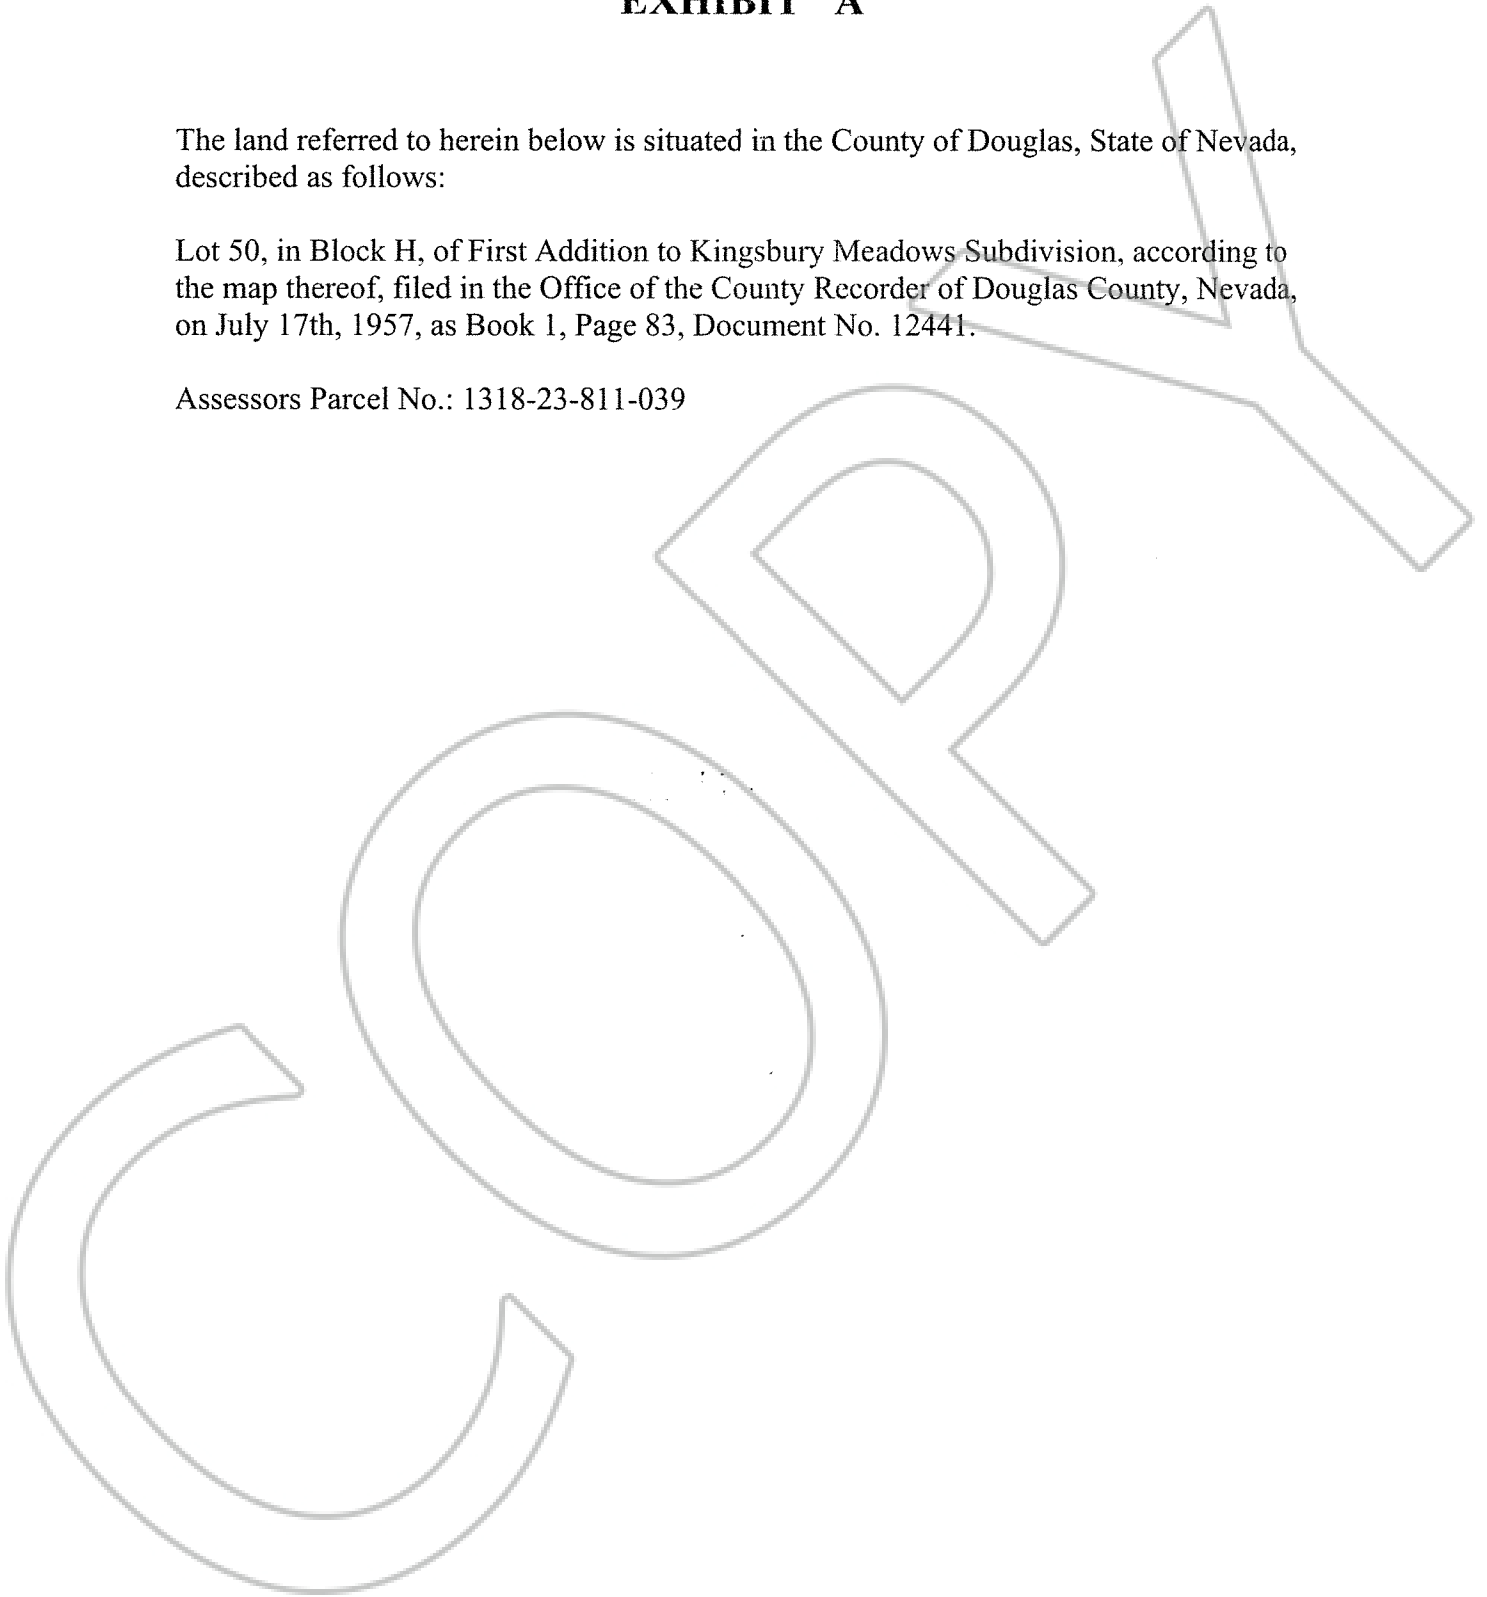 EXHIBIT "A"
The land referred to herein below is situated in the County of Douglas, State of Nevada,
described as follows:
Lot 50, in Block H, of First Addition to Kingsbury Meadows Subdivision, according to
the map thereof, filed in the Office of the County Recorder of Douglas County, Nevada,
on July 17th, 1957, as Book 1, Page 83, Document No. 12441.
Assessors Parcel No.: 1318-23-811-039
COPY